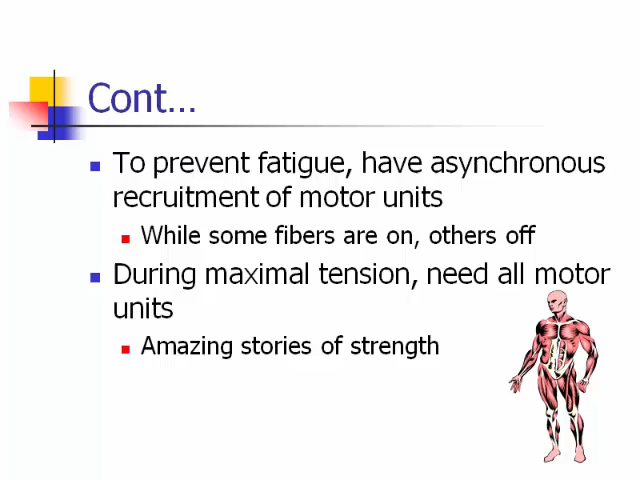 Cont...
To prevent fatigue, have asynchronous
recruitment of motor units
While some fibers are on, others off
During maximal tension, need all motor
units
Amazing stories of strength